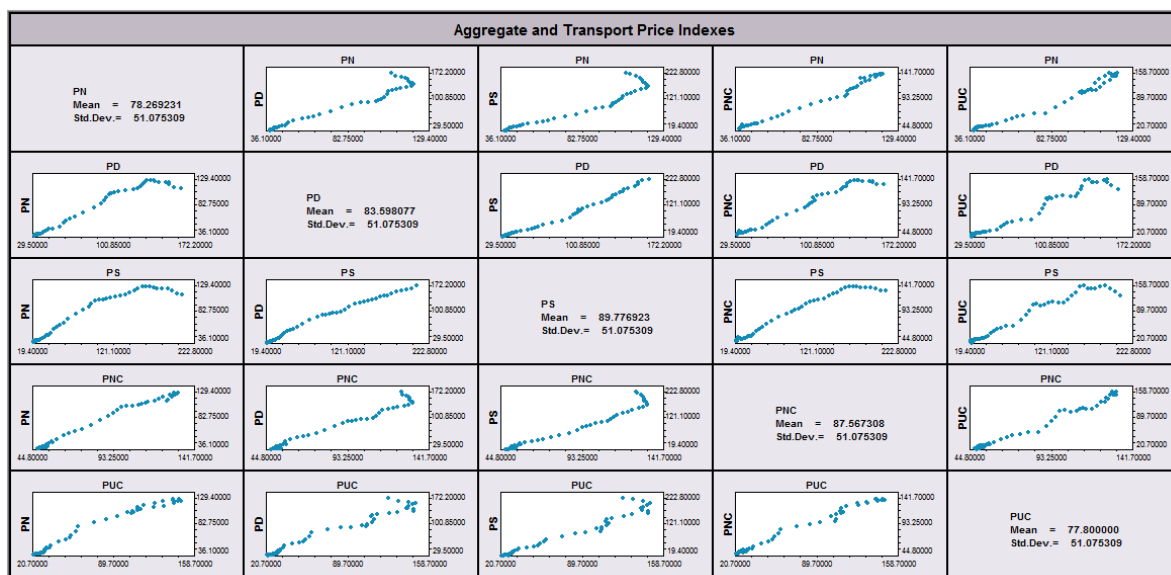 Aggregate and Transport Price Indexes
PN
Mean = 78.269231
Std.Dev.= 51.075309
PN
PD
172.20000
100.85000
29.50000
36.10000 82.75000 129.40000
PN
PS
222.80000
121.10000
19.40000
36.10000 82.75000 129.40000
PN
PNC
141.70000
93.25000
44.80000
36.10000 82.75000 129.40000
PN
PUC
158.70000
89.70000
20.70000
36.10000 82.75000 129.40000
PD
PN
129.40000
82.75000
36.10000
29.50000 100.85000 172.20000
PD
Mean = 83.598077
Std.Dev.= 51.075309
PD
PS
222.80000
121.10000
19.40000
29.50000 100.85000 172.20000
PD
PNC
141.70000
93.25000
44.80000
29.50000 100.85000 172.20000
PD
PUC
158.70000
89.70000
20.70000
29.50000 100.85000 172.20000
PS
PN
129.40000
82.75000
36.10000
19.40000 121.10000 222.80000
PS
PD
172.20000
100.85000
29.50000
19.40000 121.10000 222.80000
PS
Mean = 89.776923
Std.Dev.= 51.075309
PS
PNC
141.70000
93.25000
44.80000
19.40000 121.10000 222.80000
PS
PUC
158.70000
89.70000
20.70000
19.40000 121.10000 222.80000
PNC
PN
129.40000
82.75000
36.10000
44.80000 93.25000 141.70000
PNC
PD
172.20000
100.85000
29.50000
44.80000 93.25000 141.70000
PNC
PS
222.80000
121.10000
19.40000
44.80000 93.25000 141.70000
PNC
Mean = 87.567308
Std.Dev.= 51.075309
PNC
PUC
158.70000
89.70000
20.70000
44.80000 93.25000 141.70000
PUC
PN
129.40000
82.75000
36.10000
20.70000 89.70000 158.70000
PUC
PD
172.20000
100.85000
29.50000
20.70000 89.70000 158.70000
PUC
PS
222.80000
121.10000
19.40000
20.70000 89.70000 158.70000
PUC
PNC
141.70000
93.25000
44.80000
20.70000 89.70000 158.70000
PUC
Mean = 77.800000
Std.Dev.= 51.075309